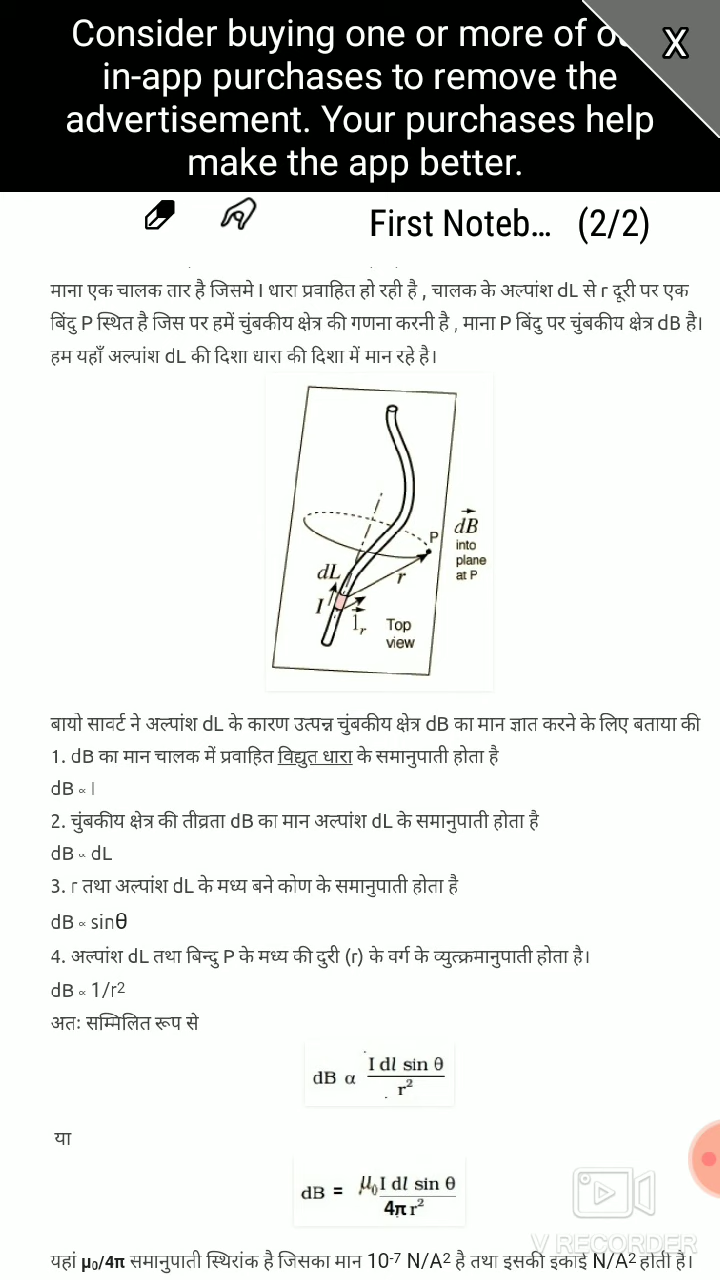 Consider buying one or more of
in-app purchases to remove the
advertisement. Your purchases help
make the app better.
X
First Noteb... (2/2)
माना एक चालक तार है जिसमे I धारा प्रवाहित हो रही है , चालक के अल्पांश dL से r दूरी पर एक
बिंदु P स्थित है जिस पर हमें चुंबकीय क्षेत्र की गणना करनी है , माना P बिंदु पर चुंबकीय क्षेत्र dB है।
हम यहाँ अल्पांश dL की दिशा धारा की दिशा में मान रहे है।
P
dB
into
plane
at P
dL
r
I
1r
Top
view
बायो सावर्ट ने अल्पांश dL के कारण उत्पन्न चुंबकीय क्षेत्र dB का मान ज्ञात करने के लिए बताया की
1. dB का मान चालक में प्रवाहित विद्युत धारा के समानुपाती होता है
dB ∝ I
2. चुंबकीय क्षेत्र की तीव्रता dB का मान अल्पांश dL के समानुपाती होता है
dB ∝ dL
3. r तथा अल्पांश dL के मध्य बने कोण के समानुपाती होता है
dB ∝ sinθ
4. अल्पांश dL तथा बिन्दु P के मध्य की दुरी (r) के वर्ग के व्युत्क्रमानुपाती होता है।
dB ∝ 1/r2
अतः सम्मिलित रूप से
dB α I dl sin θ / r²
या
dB = μ₀I dl sin θ / 4π r²
यहां μ₀/4π समानुपाती स्थिरांक है जिसका मान 10⁻⁷ N/A² है तथा इसकी इकाई N/A² होती है।
V RECORDER